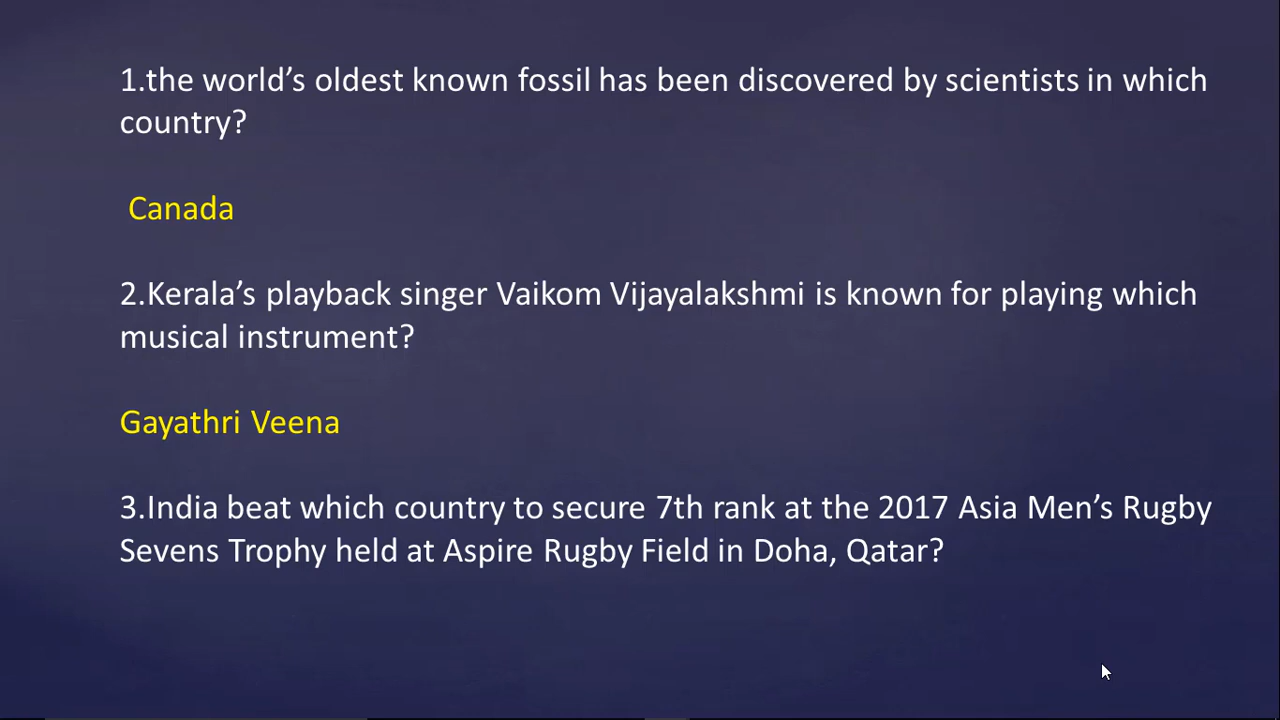 1.the world’s oldest known fossil has been discovered by scientists in which
country?
Canada
2.Kerala’s playback singer Vaikom Vijayalakshmi is known for playing which
musical instrument?
Gayathri Veena
3.India beat which country to secure 7th rank at the 2017 Asia Men’s Rugby
Sevens Trophy held at Aspire Rugby Field in Doha, Qatar?